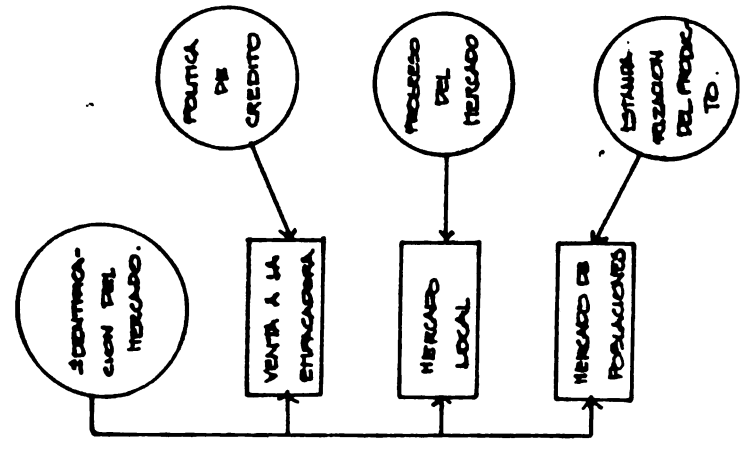 IDENTIFICA-
CION DEL
MERCADO.
POLITICA
DE
CREDITO
VENTA A LA
EMPACADORA
PROGRESO
DEL
MERCADO
MERCADO
LOCAL
ESTANDA-
RIZACION
DEL PRODUC-
TO.
MERCADO DE
POBLACIONES